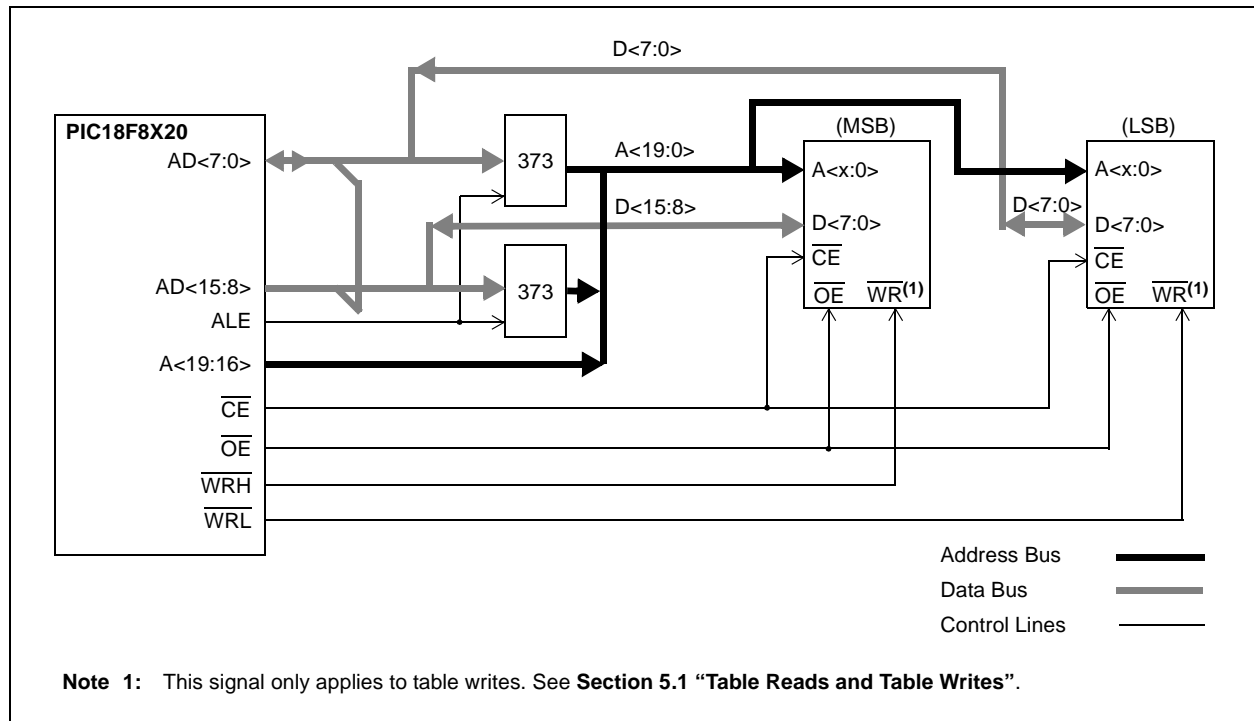 D<7:0>
PIC18F8X20
AD<7:0>
AD<15:8>
ALE
A<19:16>
CE
OE
WRH
WRL
373
373
A<19:0>
D<15:8>
(MSB)
A<x:0>
D<7:0>
CE
OE WR(1)
D<7:0>
(LSB)
A<x:0>
D<7:0>
CE
OE WR(1)
Address Bus
Data Bus
Control Lines
Note 1: This signal only applies to table writes. See Section 5.1 “Table Reads and Table Writes”.